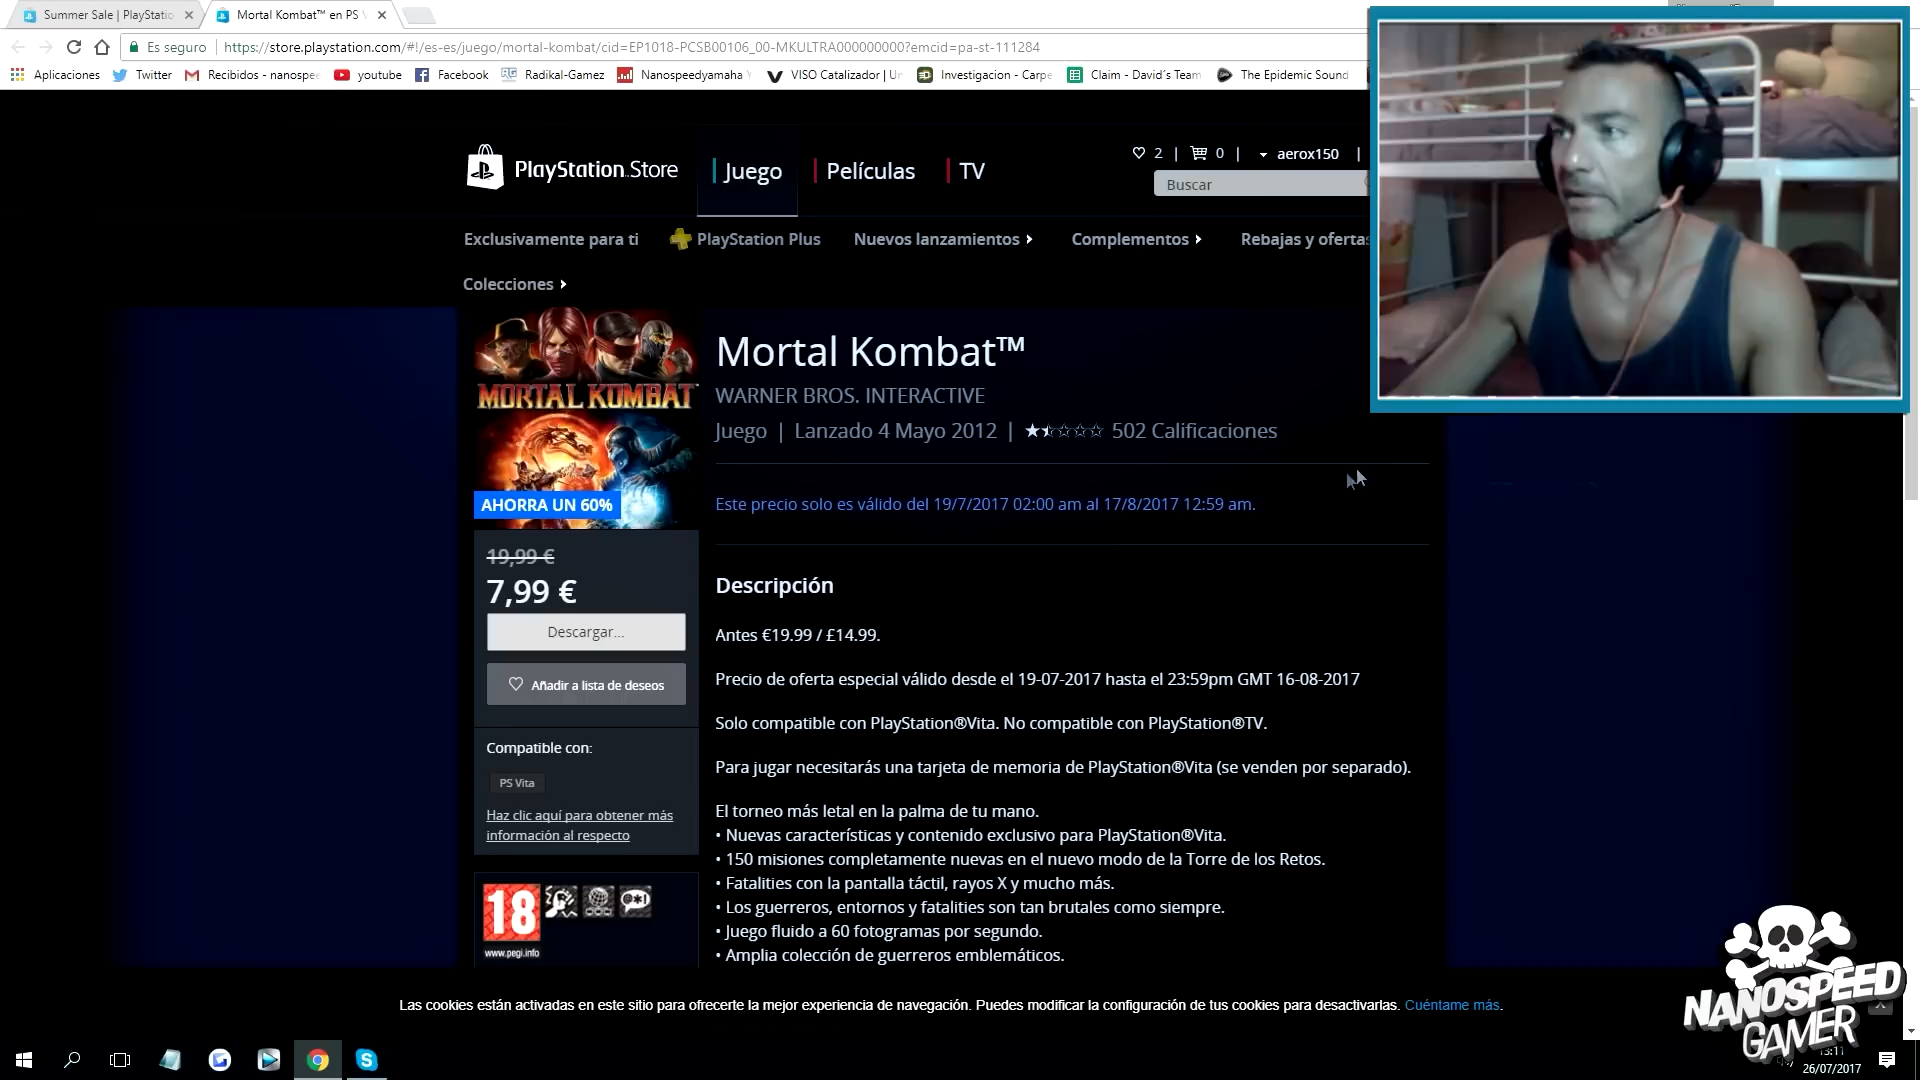 Summer Sale | PlayStatio
Mortal Kombat™ en PS V
Es seguro | https://store.playstation.com/#!/es-es/juego/mortal-kombat/cid=EP1018-PCSB00106_00-MKULTRA000000000?emcid=pa-st-111284
Aplicaciones Twitter Recibidos - nanospee youtube Facebook Radikal-Gamez Nanospeedyamaha Y VISO Catalizador | Un Investigacion - Carpe Claim - David´s Team The Epidemic Sound
PlayStation Store
Juego Películas TV
2 | 0 | aerox150 |
Buscar
Exclusivamente para ti PlayStation Plus Nuevos lanzamientos Complementos Rebajas y ofertas
Colecciones
MORTAL KOMBAT
AHORRA UN 60%
19,99 €
7,99 €
Descargar...
Añadir a lista de deseos
Compatible con:
PS Vita
Haz clic aquí para obtener más
información al respecto
18
www.pegi.info
@*!
Mortal Kombat™
WARNER BROS. INTERACTIVE
Juego | Lanzado 4 Mayo 2012 | 502 Calificaciones
Este precio solo es válido del 19/7/2017 02:00 am al 17/8/2017 12:59 am.
Descripción
Antes €19.99 / £14.99.
Precio de oferta especial válido desde el 19-07-2017 hasta el 23:59pm GMT 16-08-2017
Solo compatible con PlayStation®Vita. No compatible con PlayStation®TV.
Para jugar necesitarás una tarjeta de memoria de PlayStation®Vita (se venden por separado).
El torneo más letal en la palma de tu mano.
• Nuevas características y contenido exclusivo para PlayStation®Vita.
• 150 misiones completamente nuevas en el nuevo modo de la Torre de los Retos.
• Fatalities con la pantalla táctil, rayos X y mucho más.
• Los guerreros, entornos y fatalities son tan brutales como siempre.
• Juego fluido a 60 fotogramas por segundo.
• Amplia colección de guerreros emblemáticos.
Las cookies están activadas en este sitio para ofrecerte la mejor experiencia de navegación. Puedes modificar la configuración de tus cookies para desactivarlas. Cuéntame más.
NANOSPEED
GAMER
13:11
26/07/2017